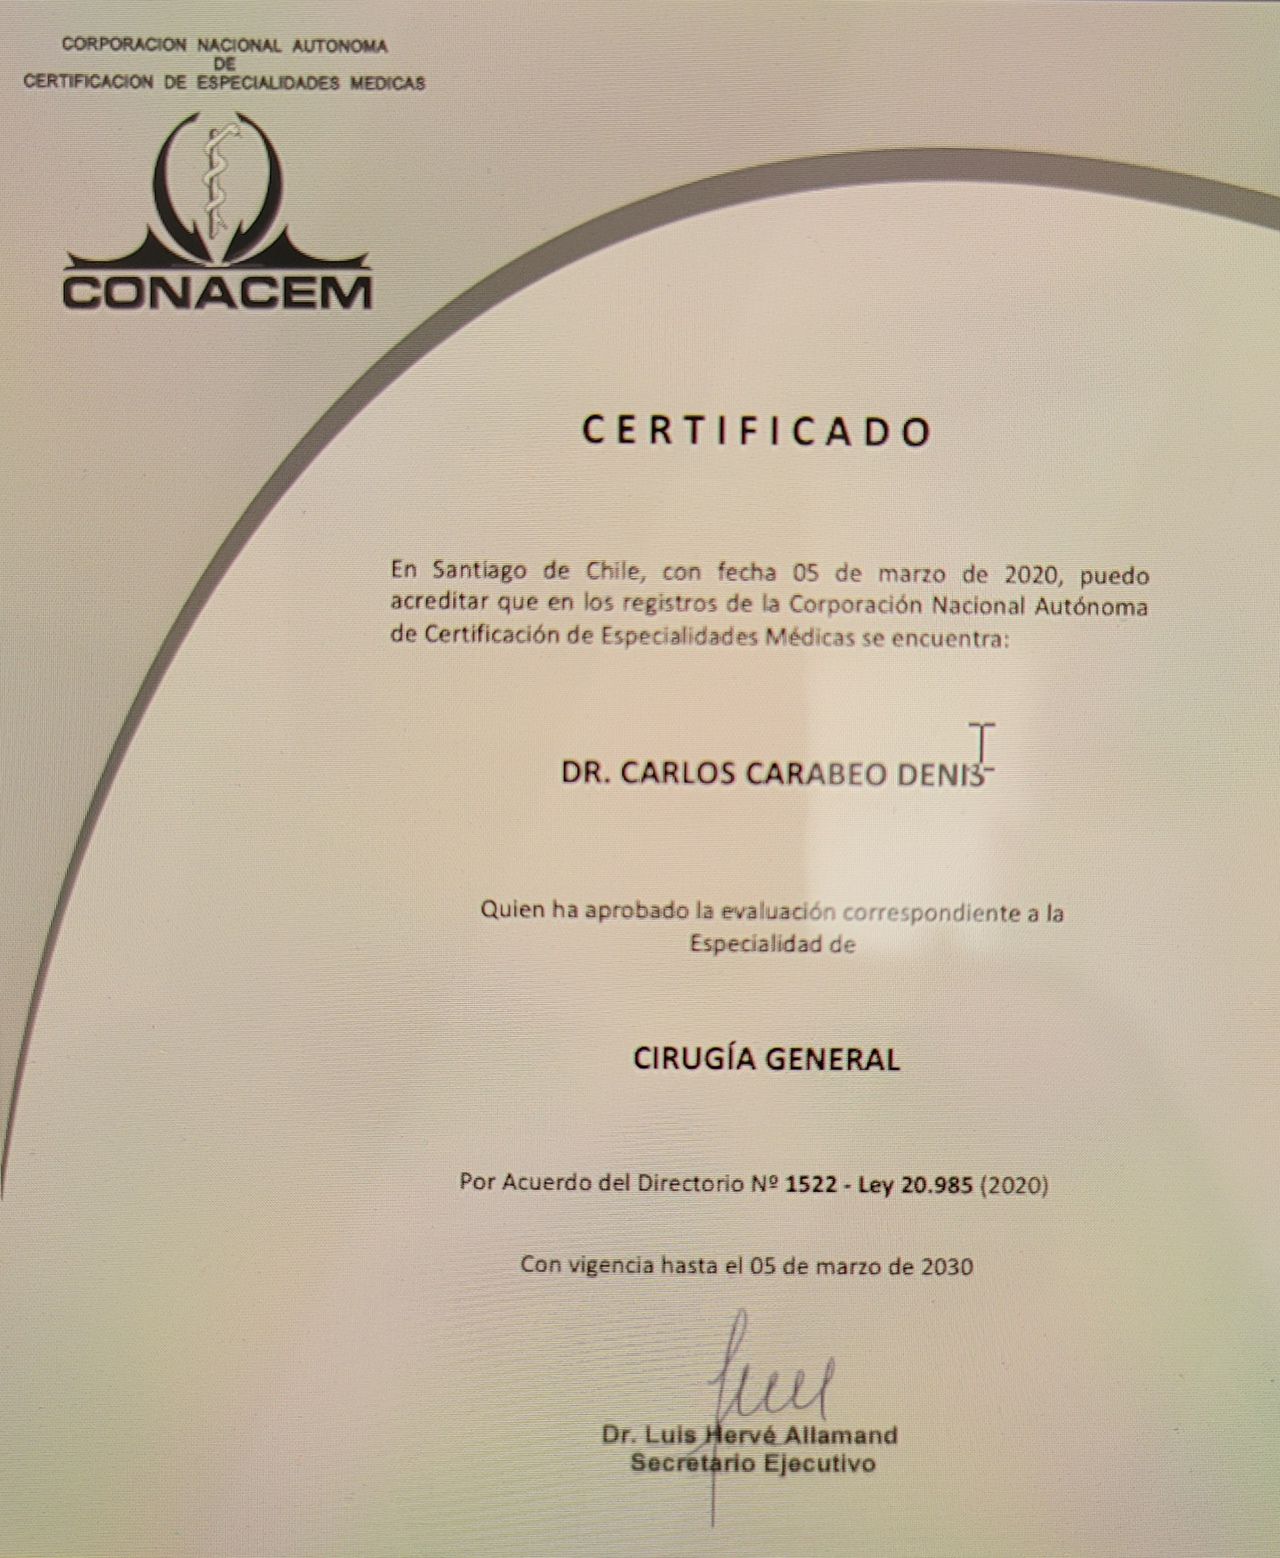 CORPORACION NACIONAL AUTONOMA
DE
CERTIFICACION DE ESPECIALIDADES MEDICAS
CONACEM
CERTIFICADO
En Santiago de Chile, con fecha 05 de marzo de 2020, puedo
acreditar que en los registros de la Corporación Nacional Autónoma
de Certificación de Especialidades Médicas se encuentra:
DR. CARLOS CARABEO DENIS
Quien ha aprobado la evaluación correspondiente a la
Especialidad de
CIRUGÍA GENERAL
Por Acuerdo del Directorio Nº 1522 - Ley 20.985 (2020)
Con vigencia hasta el 05 de marzo de 2030
Dr. Luis Hervé Allamand
Secretario Ejecutivo